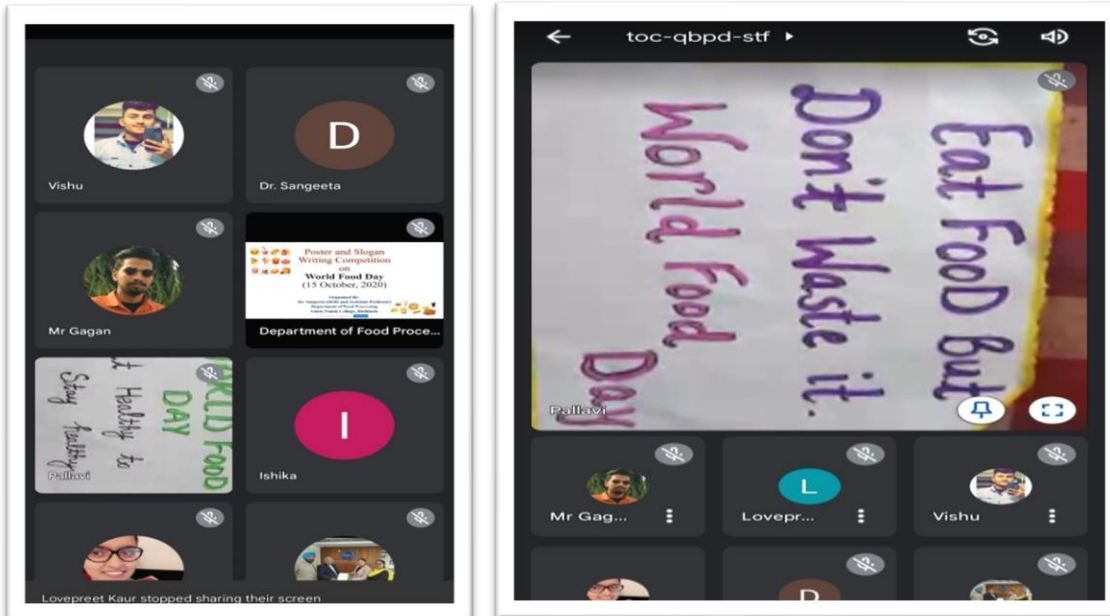 Vishu
D
Dr. Sangeeta
Mr Gagan
Poster and Slogan
Writing Competition
on
World Food Day
(15 October, 2020)
Department of Food Proce...
WORLD FOOD
DAY
t Healthy to
Stay healthy
Pallavi
I
Ishika
Lovepreet Kaur stopped sharing their screen
toc-qbpd-stf
Eat FooD But
Don't Waste it.
World Food Day
Pallavi
Mr Gag...
L
Lovepr...
Vishu
D